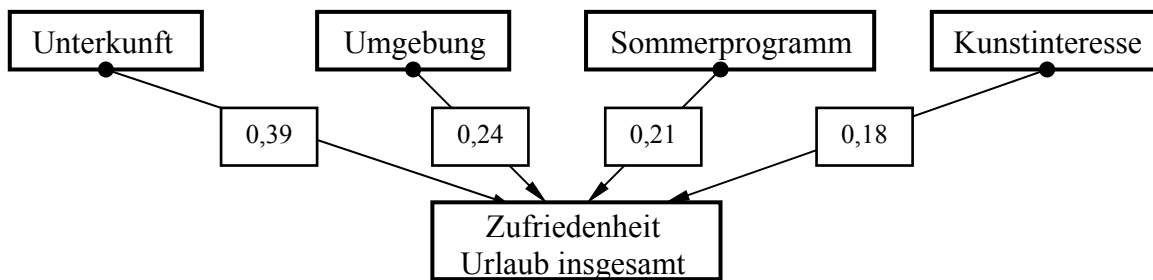 Unterkunft
Umgebung
Sommerprogramm
Kunstinteresse
0,39
0,24
0,21
0,18
Zufriedenheit
Urlaub insgesamt